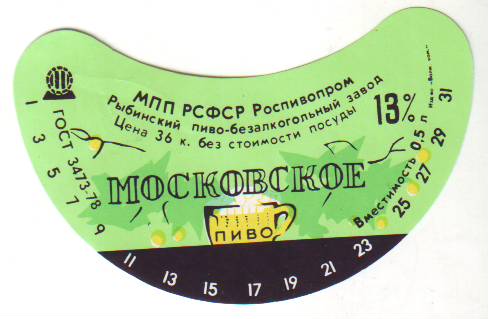 МПП РСФСР Роспивопром
Рыбинский пиво-безалкогольный завод
Цена 36 к. без стоимости посуды
13%
ГОСТ 3473-78
МОСКОВСКОЕ
ПИВО
Вместимость 0,5 л
1 3 5 7 9 11 13 15 17 19 21 23 25 27 29 31